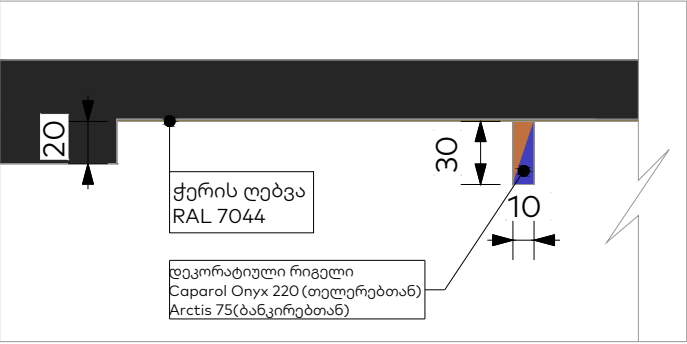 20
30
10
ჭერის ღებვა
RAL 7044
დეკორატიული რიგელი
Caparol Onyx 220 (თელერებთან)
Arctis 75(ბანკირებთან)